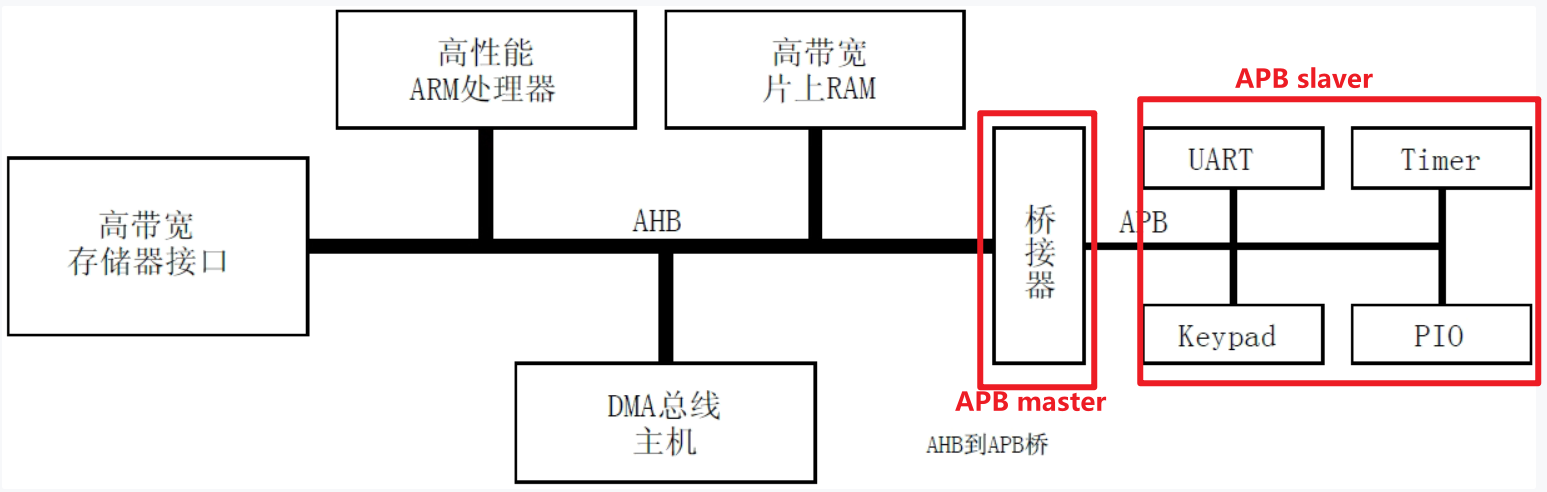 高性能
ARM处理器
高带宽
片上RAM
APB slaver
UART
Timer
高带宽
存储器接口
AHB
桥
接
器
APB
Keypad
PIO
DMA总线
主机
APB master
AHB到APB桥